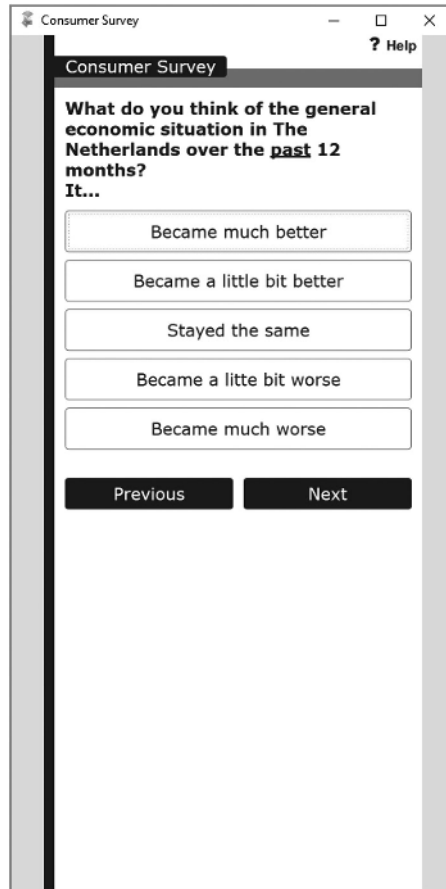 Consumer Survey
? Help
Consumer Survey
What do you think of the general
economic situation in The
Netherlands over the past 12
months?
It...
Became much better
Became a little bit better
Stayed the same
Became a litte bit worse
Became much worse
Previous Next